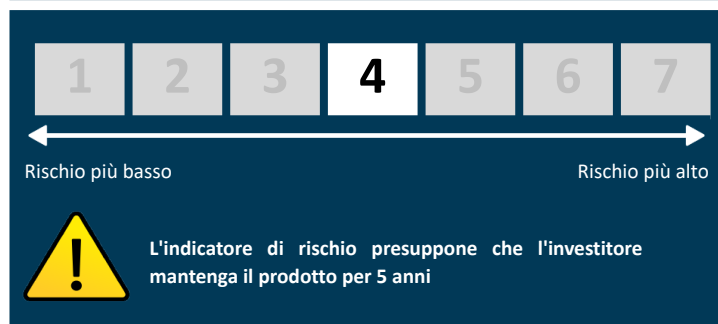 1 2 3 4 5 6 7
Rischio più basso Rischio più alto
!
L'indicatore di rischio presuppone che l'investitore
mantenga il prodotto per 5 anni